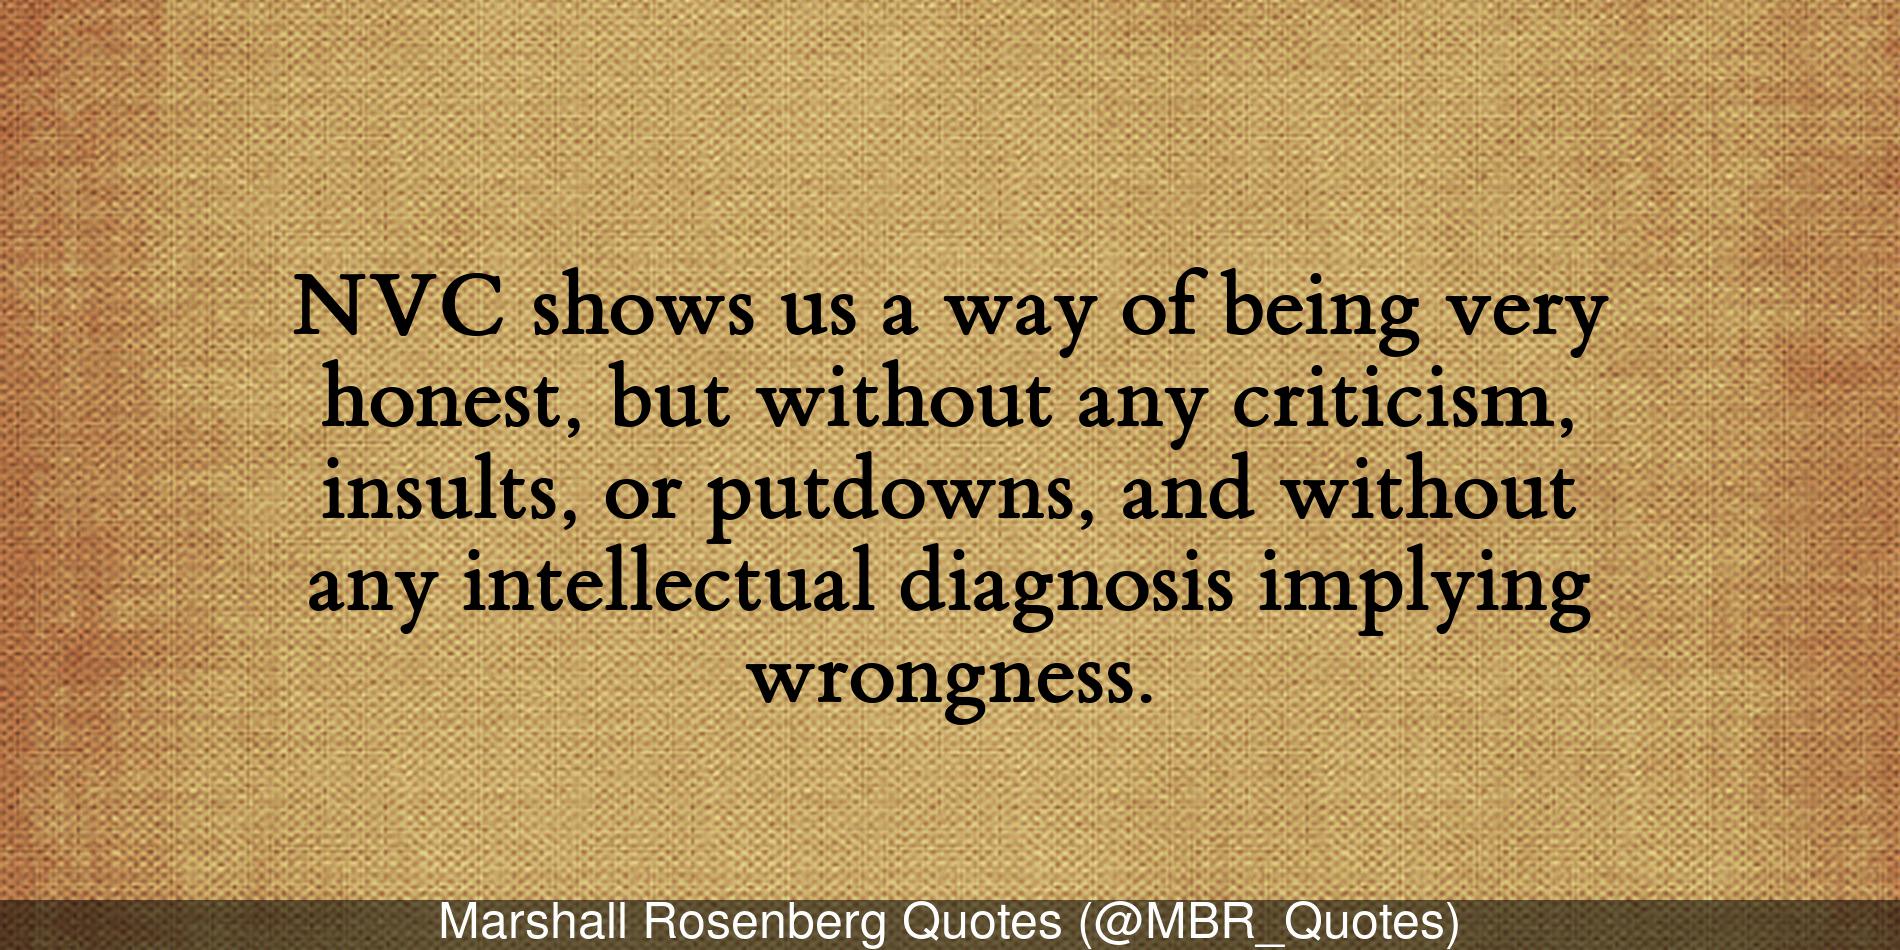 NVC shows us a way of being very
honest, but without any criticism,
insults, or putdowns, and without
any intellectual diagnosis implying
wrongness.
Marshall Rosenberg Quotes (@MBR_Quotes)